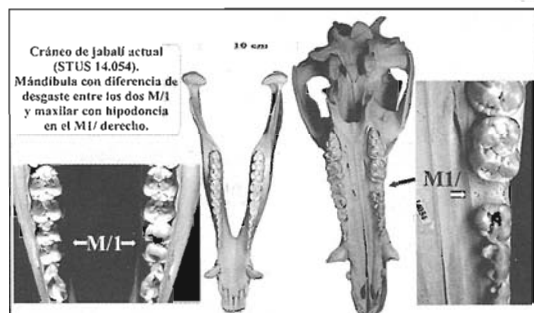 Cráneo de jabalí actual
(STUS 14.054).
Mándibula con diferencia de
desgaste entre los dos M/1
y maxilar con hipodoncia
en el M1/ derecho.
10 cm
M/1
M1/